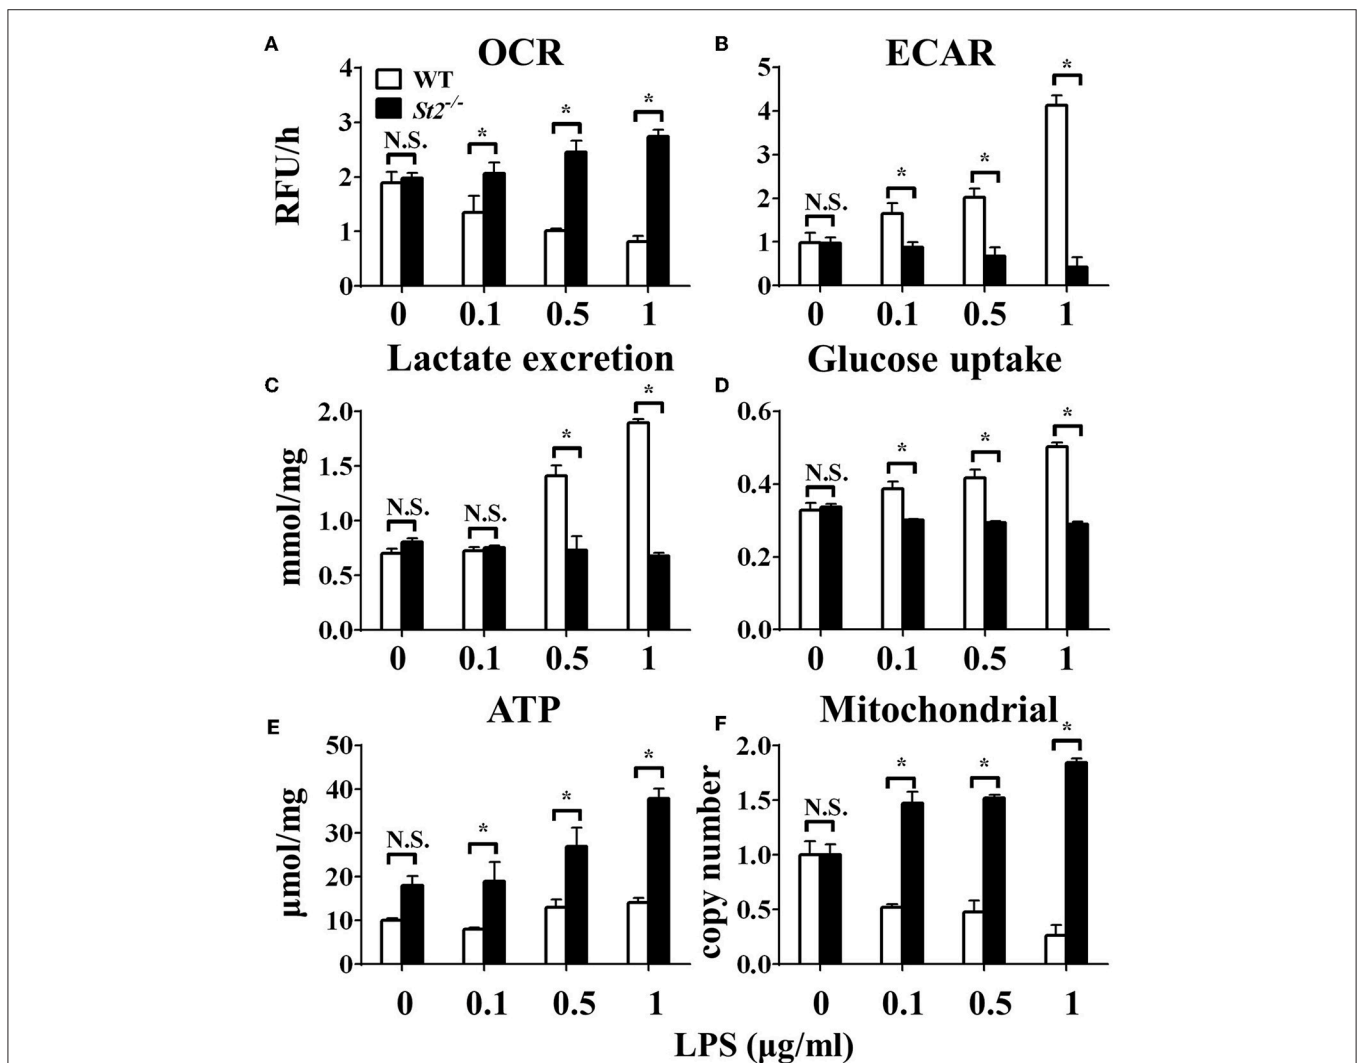 A
OCR
WT
St2-/-
RFU/h
4
3
2
1
0
N.S.
*
*
*
0 0.1 0.5 1
B
ECAR
5
4
3
2
1
0
N.S.
*
*
*
0 0.1 0.5 1
C
Lactate excretion
mmol/mg
2.0
1.5
1.0
0.5
0.0
N.S.
N.S.
*
*
0 0.1 0.5 1
D
Glucose uptake
0.6
0.4
0.2
0.0
N.S.
*
*
*
0 0.1 0.5 1
E
ATP
μmol/mg
50
40
30
20
10
0
N.S.
*
*
*
0 0.1 0.5 1
F
Mitochondrial
copy number
2.0
1.5
1.0
0.5
0.0
N.S.
*
*
*
0 0.1 0.5 1
LPS (μg/ml)